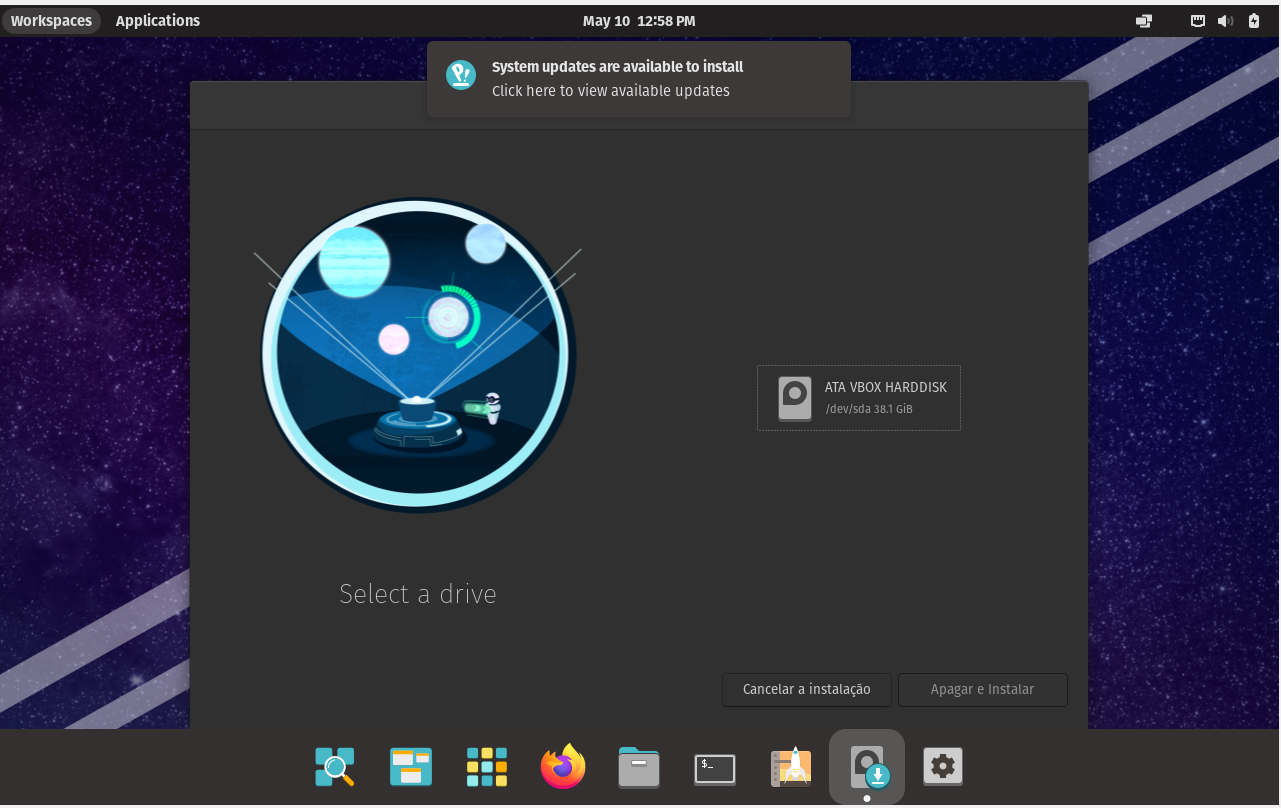 Workspaces
Applications
May 10 12:58 PM
System updates are available to install
Click here to view available updates
ATA VBOX HARDDISK
/dev/sda 38.1 GiB
Select a drive
Cancelar a instalação
Apagar e Instalar
$_